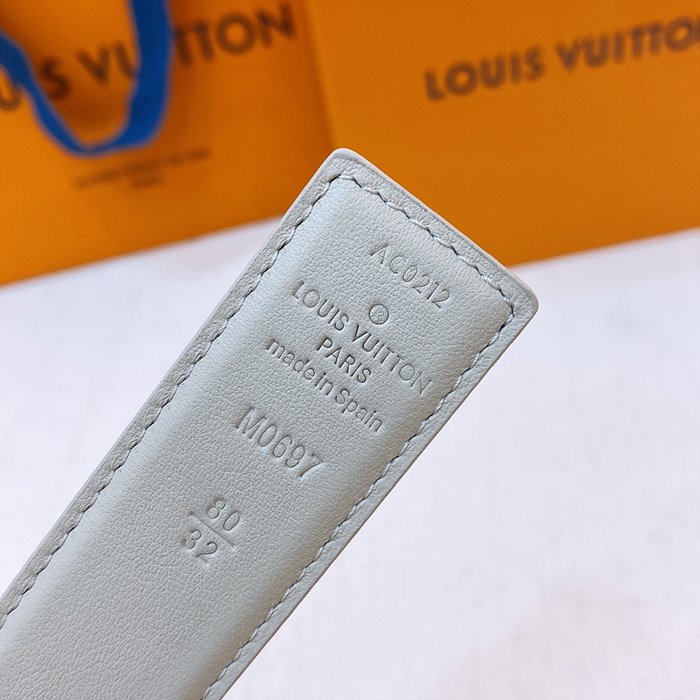 LOUIS VUITTON
LOUIS VUITTON
AC0212
®
LOUIS VUITTON
PARIS
made in Spain
M0697
80
32